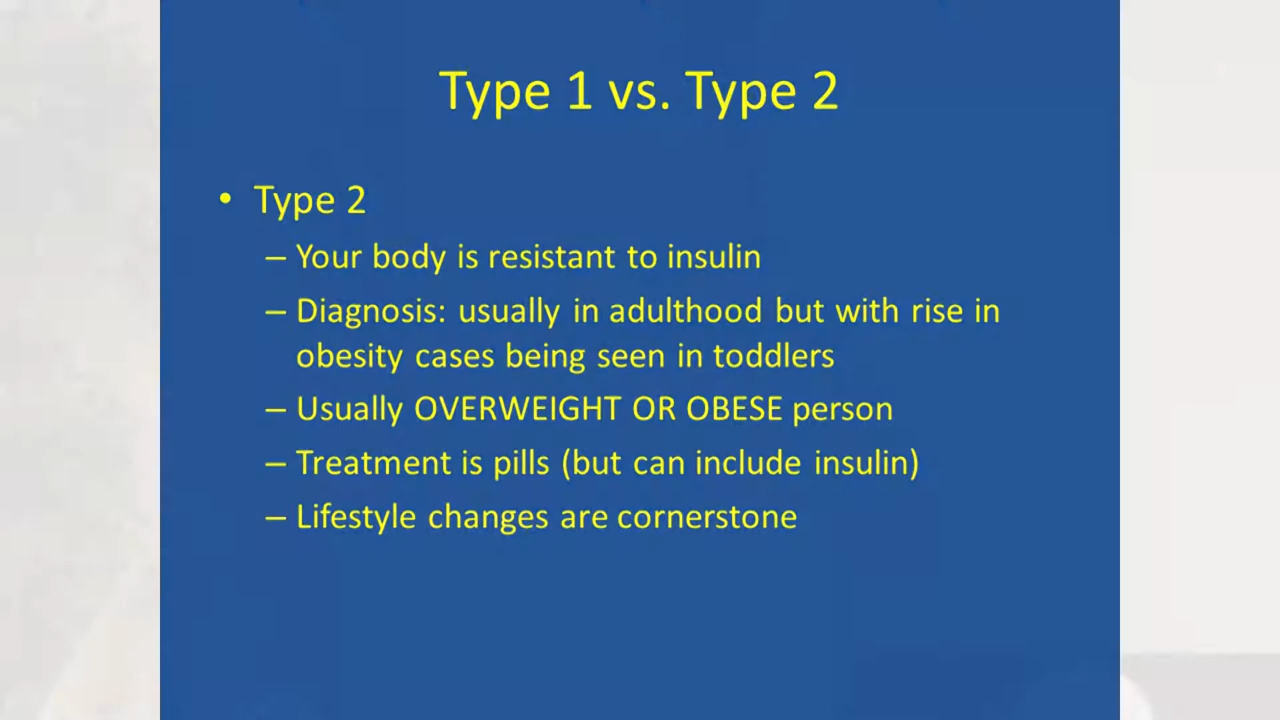 Type 1 vs. Type 2
• Type 2
– Your body is resistant to insulin
– Diagnosis: usually in adulthood but with rise in
obesity cases being seen in toddlers
– Usually OVERWEIGHT OR OBESE person
– Treatment is pills (but can include insulin)
– Lifestyle changes are cornerstone